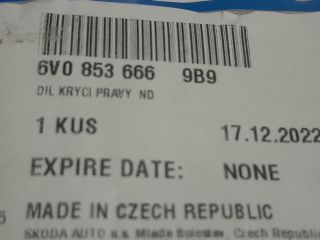 6V0 853 666 9B9
DIL KRYCI PRAVY ND
1 KUS 17.12.2022
EXPIRE DATE: NONE
5 MADE IN CZECH REPUBLIC
SKODA AUTO a.s. Mlada Boleslav, Czech Republic